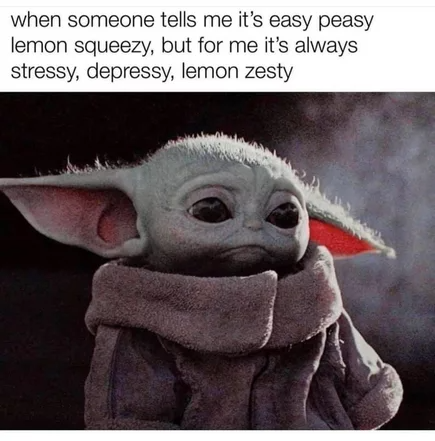 when someone tells me it's easy peasy
lemon squeezy, but for me it's always
stressy, depressy, lemon zesty